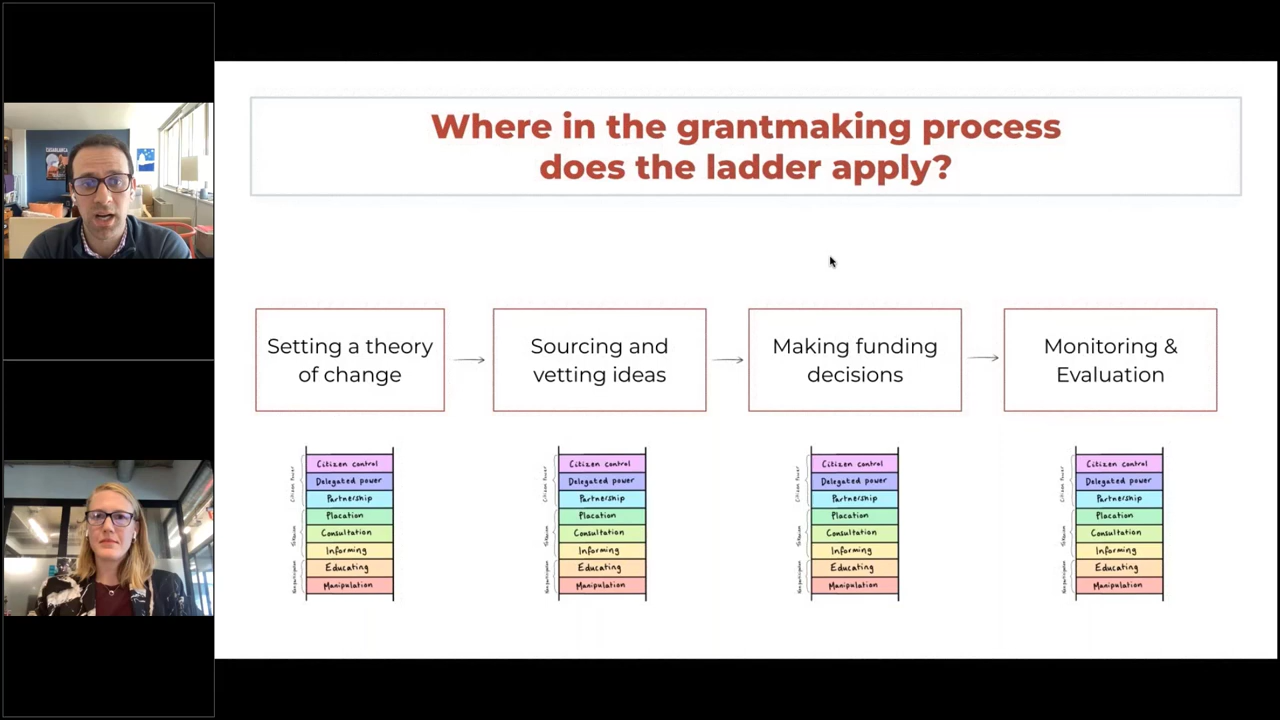 Where in the grantmaking process
does the ladder apply?
Setting a theory
of change
Sourcing and
vetting ideas
Making funding
decisions
Monitoring &
Evaluation
Citizen control
Delegated power
Partnership
Placation
Consultation
Informing
Educating
Manipulation
Citizen control
Delegated power
Partnership
Placation
Consultation
Informing
Educating
Manipulation
Citizen control
Delegated power
Partnership
Placation
Consultation
Informing
Educating
Manipulation
Citizen control
Delegated power
Partnership
Placation
Consultation
Informing
Educating
Manipulation